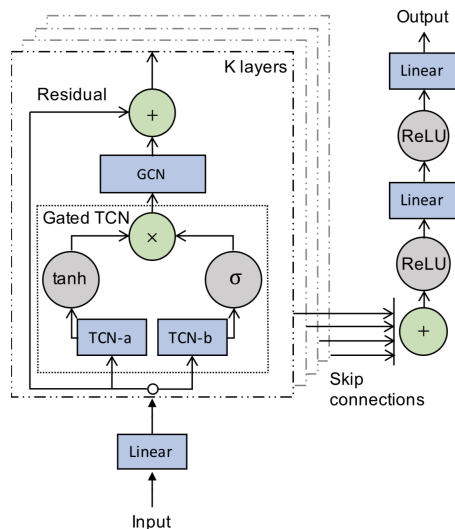 Output
Linear
ReLU
Linear
ReLU
+
Skip
connections
K layers
Residual
+
GCN
Gated TCN
×
tanh
σ
TCN-a
TCN-b
Linear
Input